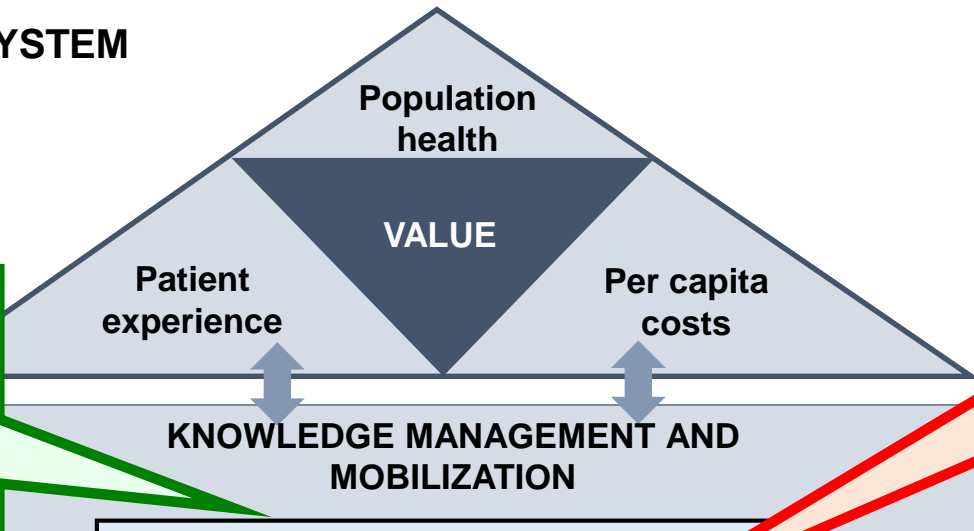 YSTEM
Population
health
VALUE
Patient
experience
Per capita
costs
KNOWLEDGE MANAGEMENT AND
MOBILIZATION